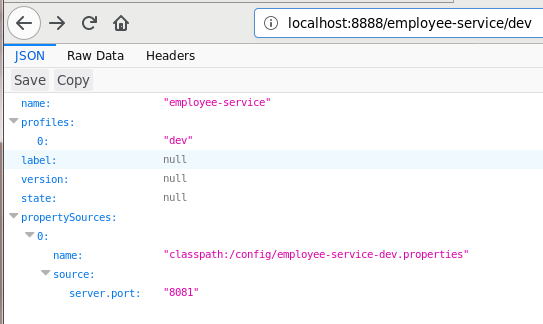 localhost:8888/employee-service/dev
JSON Raw Data Headers
Save Copy
name: "employee-service"
profiles:
0: "dev"
label: null
version: null
state: null
propertySources:
0:
name: "classpath:/config/employee-service-dev.properties"
source:
server.port: "8081"